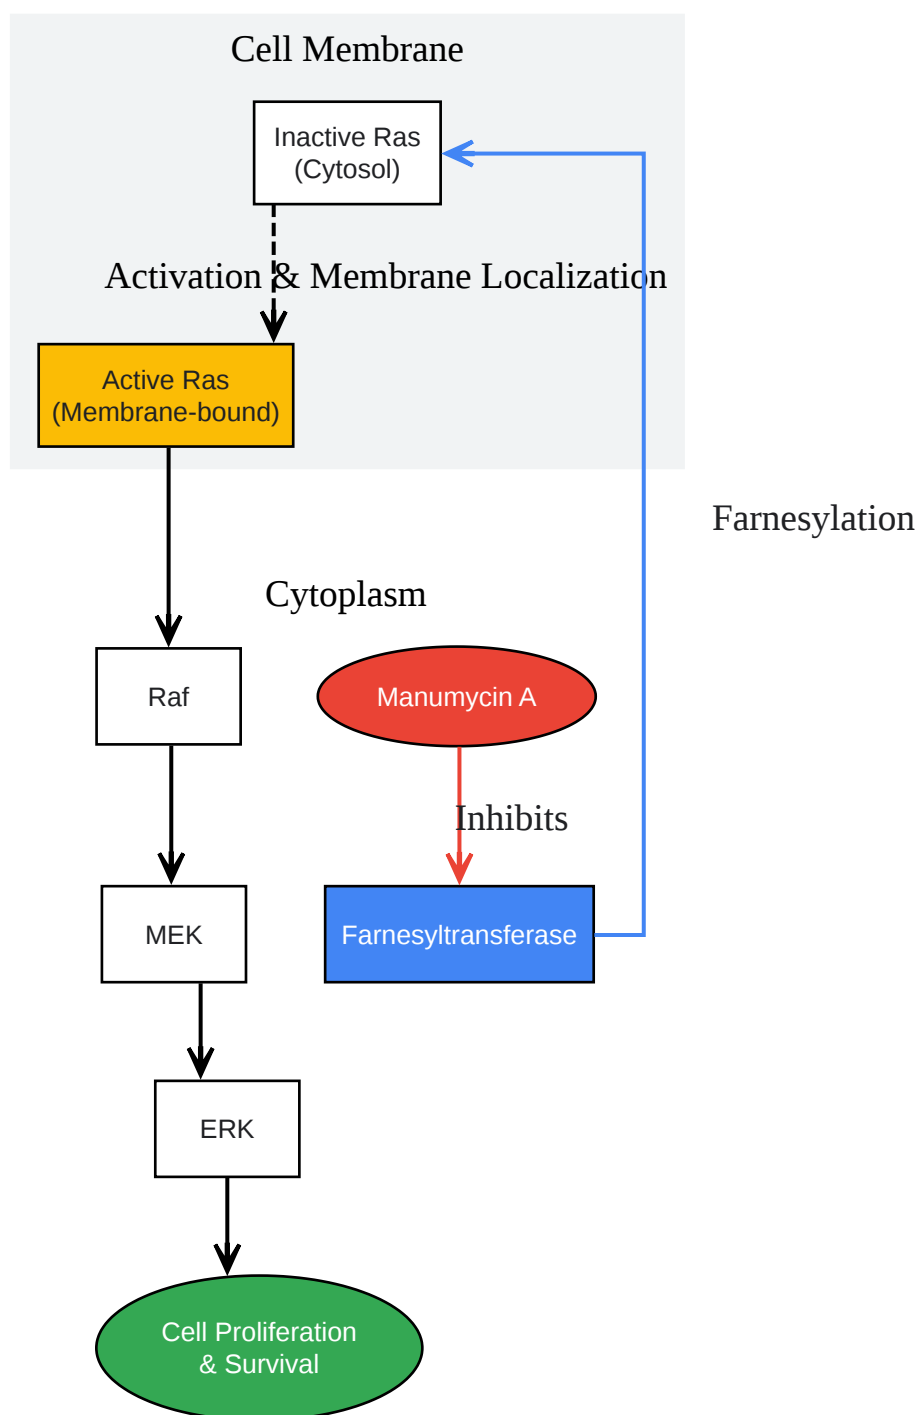 Cell Membrane
Inactive Ras
(Cytosol)
Activation & Membrane Localization
Active Ras
(Membrane-bound)
Farnesylation
Cytoplasm
Raf
Manumycin A
Inhibits
MEK
Farnesyltransferase
ERK
Cell Proliferation
& Survival